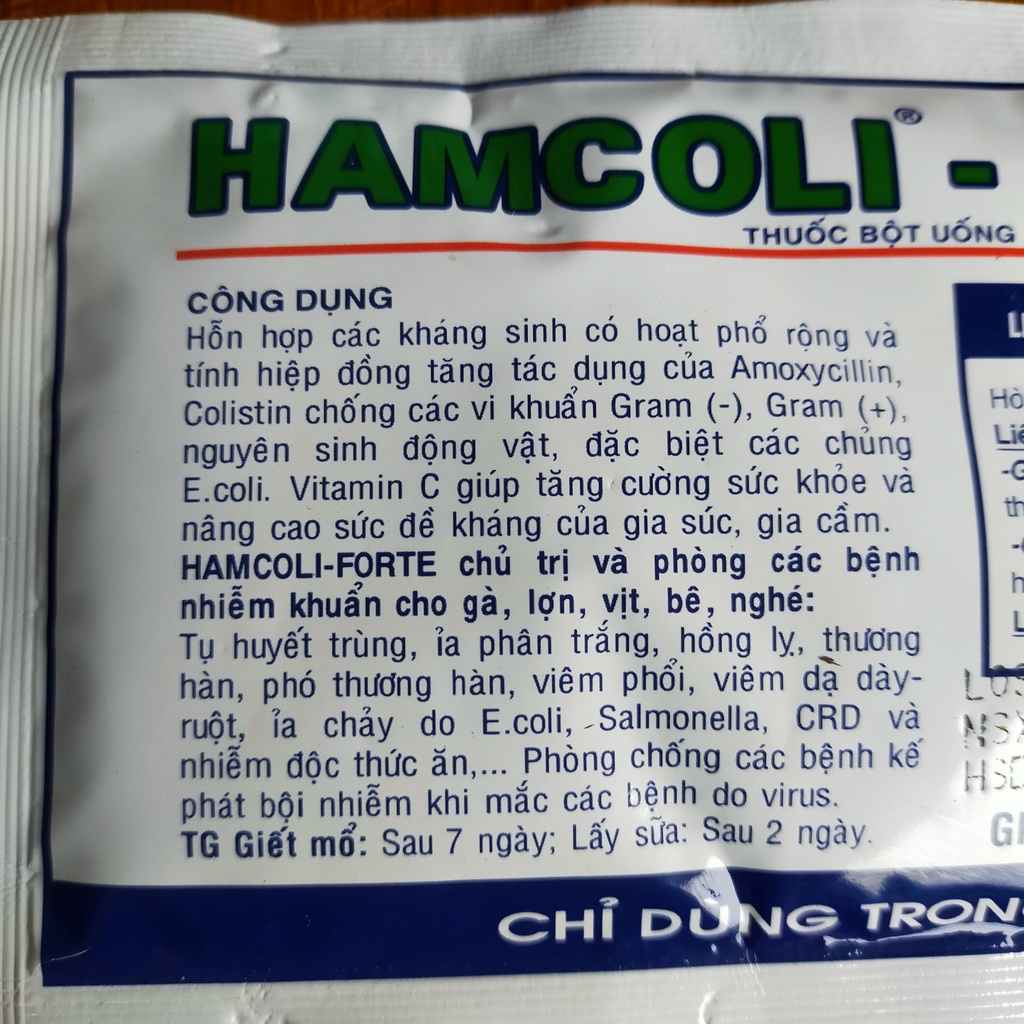 HAMCOLI® -
THUỐC BỘT UỐNG
CÔNG DỤNG
Hỗn hợp các kháng sinh có hoạt phổ rộng và
tính hiệp đồng tăng tác dụng của Amoxycillin,
Colistin chống các vi khuẩn Gram (-), Gram (+),
nguyên sinh động vật, đặc biệt các chủng
E.coli. Vitamin C giúp tăng cường sức khỏe và
nâng cao sức đề kháng của gia súc, gia cầm.
HAMCOLI-FORTE chủ trị và phòng các bệnh
nhiễm khuẩn cho gà, lợn, vịt, bê, nghé:
Tụ huyết trùng, ỉa phân trắng, hồng lỵ, thương
hàn, phó thương hàn, viêm phổi, viêm dạ dày-
ruột, ỉa chảy do E.coli, Salmonella, CRD và
nhiễm độc thức ăn,... Phòng chống các bệnh kế
phát bội nhiễm khi mắc các bệnh do virus.
TG Giết mổ: Sau 7 ngày; Lấy sữa: Sau 2 ngày.
CHỈ DÙNG TRONG